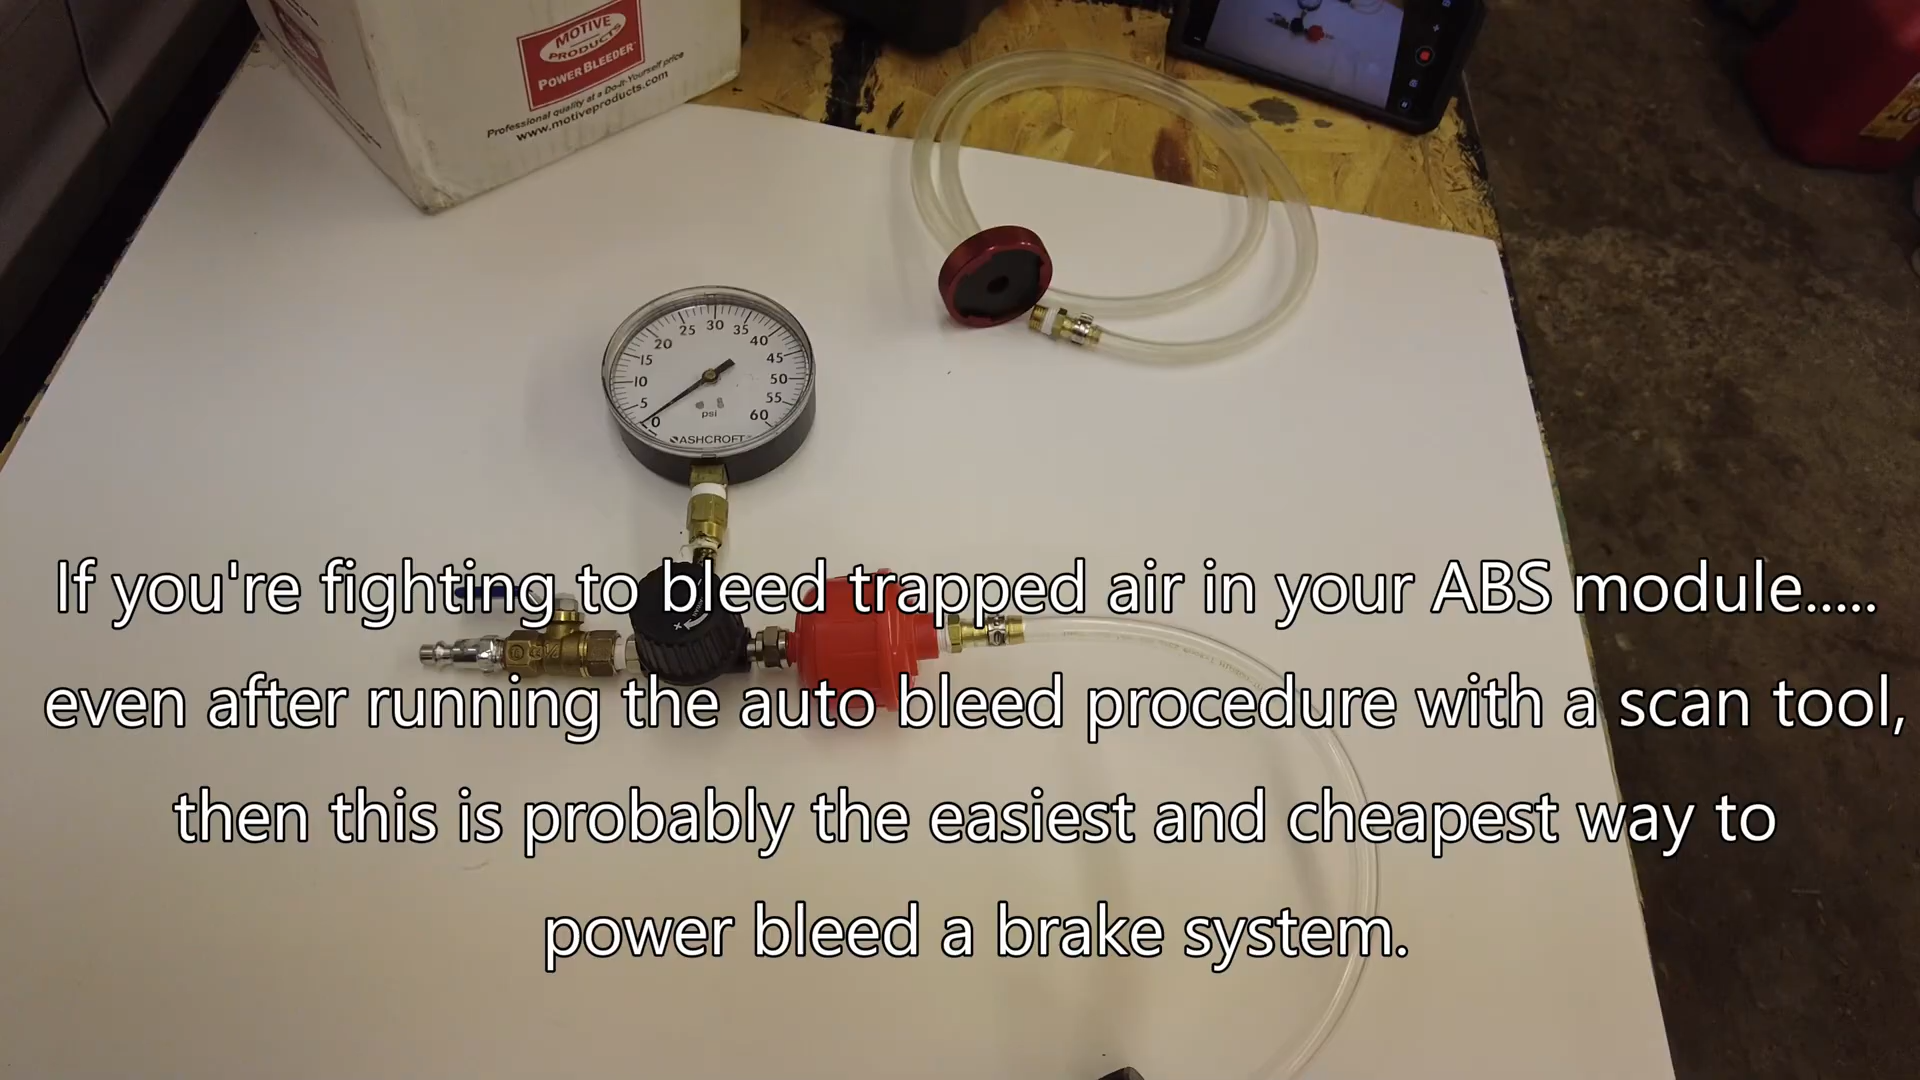 MOTIVE
PRODUCTS
POWER BLEEDER
Professional quality at a Do-it-Yourself price
www.motiveproducts.com
0 5 10 15 20 25 30 35 40 45 50 55 60
psi
ASHCROFT
If you're fighting to bleed trapped air in your ABS module.....
even after running the auto bleed procedure with a scan tool,
then this is probably the easiest and cheapest way to
power bleed a brake system.